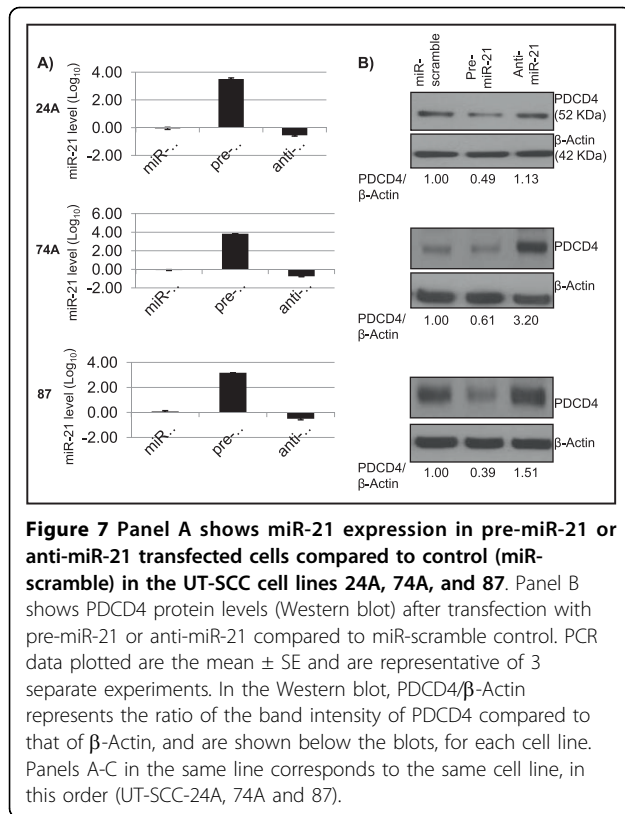 A)
24A
miR-21 level (Log10)
4.00
2.00
0.00
-2.00
miR-...
pre-...
anti-...
74A
miR-21 level (Log10)
6.00
4.00
2.00
0.00
-2.00
miR-...
pre-...
anti-...
87
miR-21 level (Log10)
4.00
2.00
0.00
-2.00
miR...
pre-...
anti-...
B)
miR-
scramble
Pre-
miR-21
Anti-
miR-21
PDCD4
(52 KDa)
β-Actin
(42 KDa)
PDCD4/
β-Actin
1.00 0.49 1.13
PDCD4
β-Actin
PDCD4/
β-Actin
1.00 0.61 3.20
PDCD4
β-Actin
PDCD4/
β-Actin
1.00 0.39 1.51
Figure 7 Panel A shows miR-21 expression in pre-miR-21 or
anti-miR-21 transfected cells compared to control (miR-
scramble) in the UT-SCC cell lines 24A, 74A, and 87. Panel B
shows PDCD4 protein levels (Western blot) after transfection with
pre-miR-21 or anti-miR-21 compared to miR-scramble control. PCR
data plotted are the mean ± SE and are representative of 3
separate experiments. In the Western blot, PDCD4/β-Actin
represents the ratio of the band intensity of PDCD4 compared to
that of β-Actin, and are shown below the blots, for each cell line.
Panels A-C in the same line corresponds to the same cell line, in
this order (UT-SCC-24A, 74A and 87).